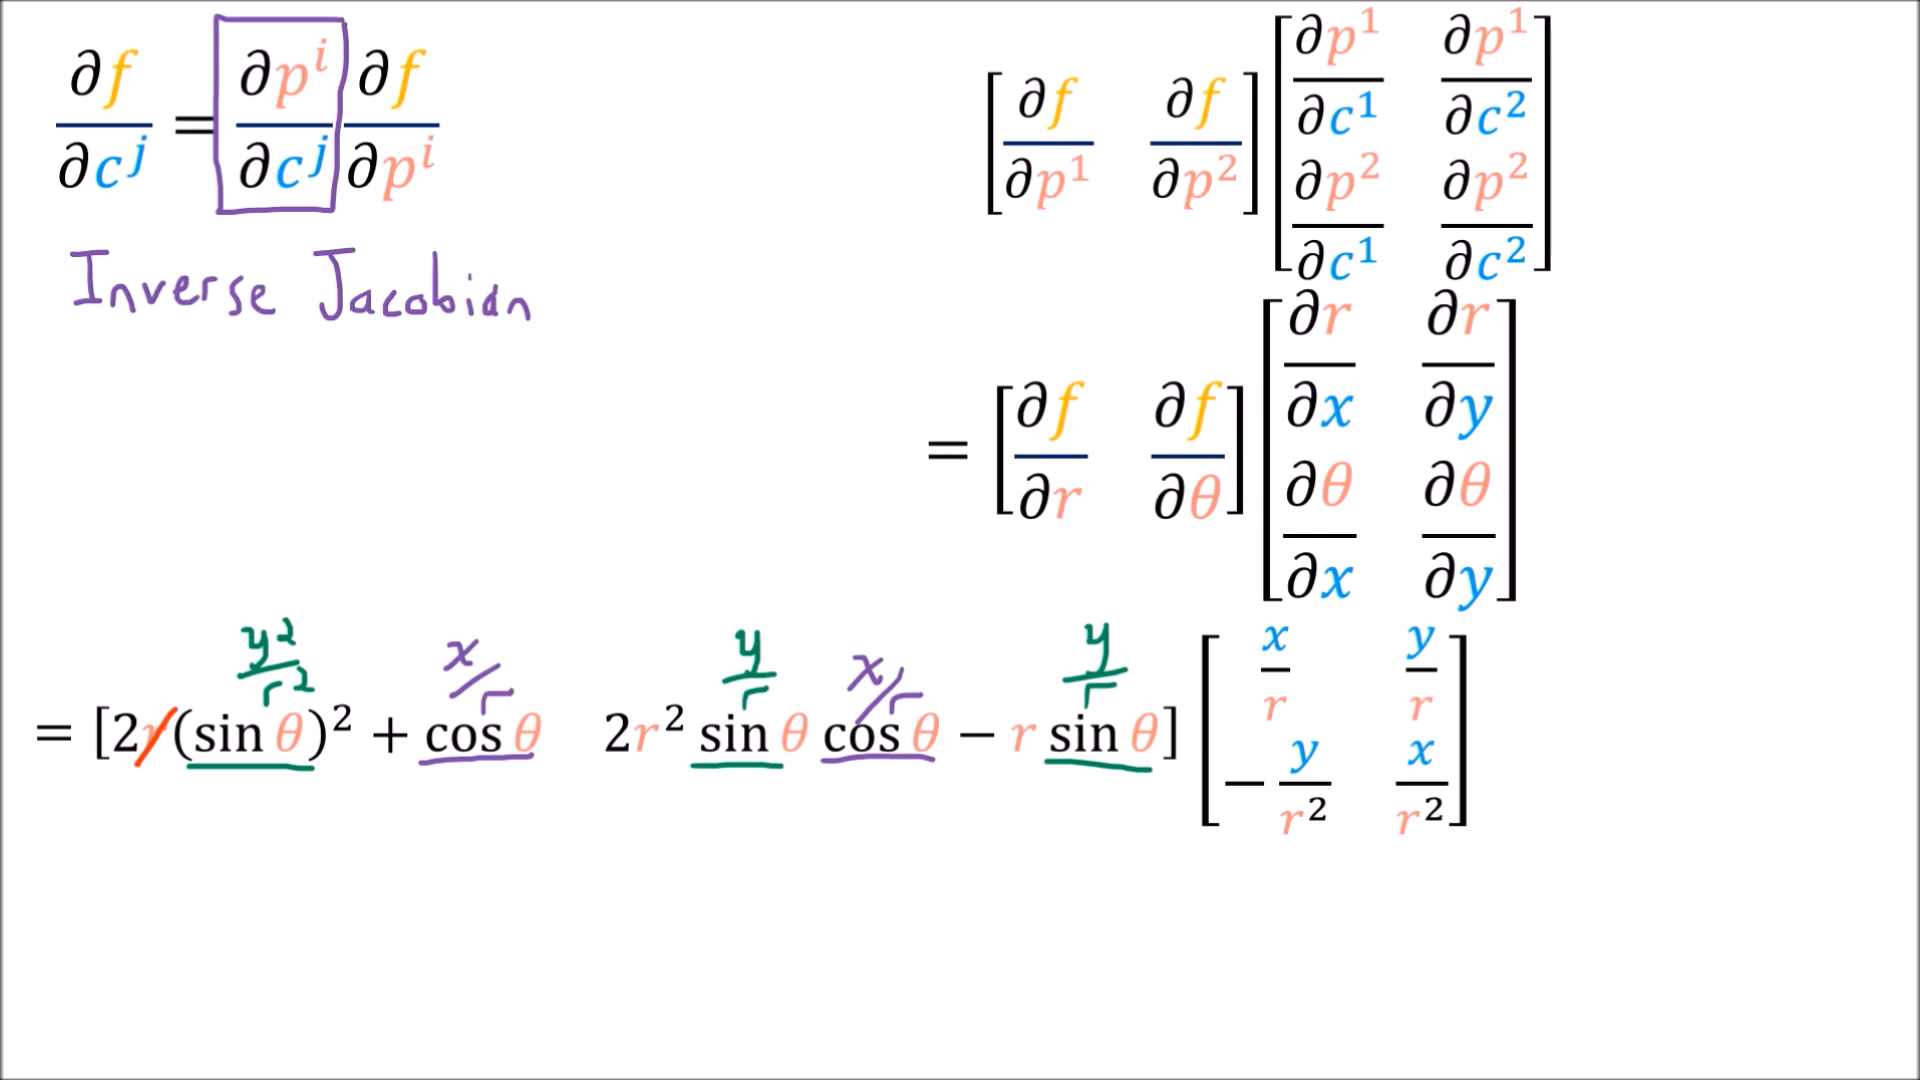 ∂f/∂c^j = ∂p^i/∂c^j ∂f/∂p^i
Inverse Jacobian
[∂f/∂p^1 ∂f/∂p^2] [∂p^1/∂c^1 ∂p^1/∂c^2
∂p^2/∂c^1 ∂p^2/∂c^2]
= [∂f/∂r ∂f/∂θ] [∂r/∂x ∂r/∂y
∂θ/∂x ∂θ/∂y]
y²/r² x/r y/r x/r y/r
= [2r(sin θ)² + cos θ 2r² sin θ cos θ − r sin θ] [x/r y/r
−y/r² x/r²]